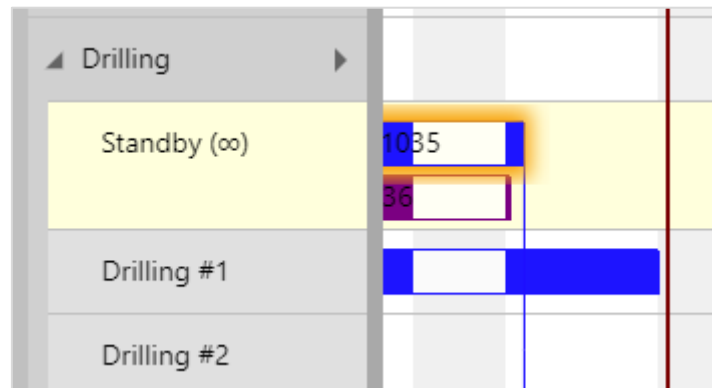 Drilling
Standby (∞)
1035
36
Drilling #1
Drilling #2